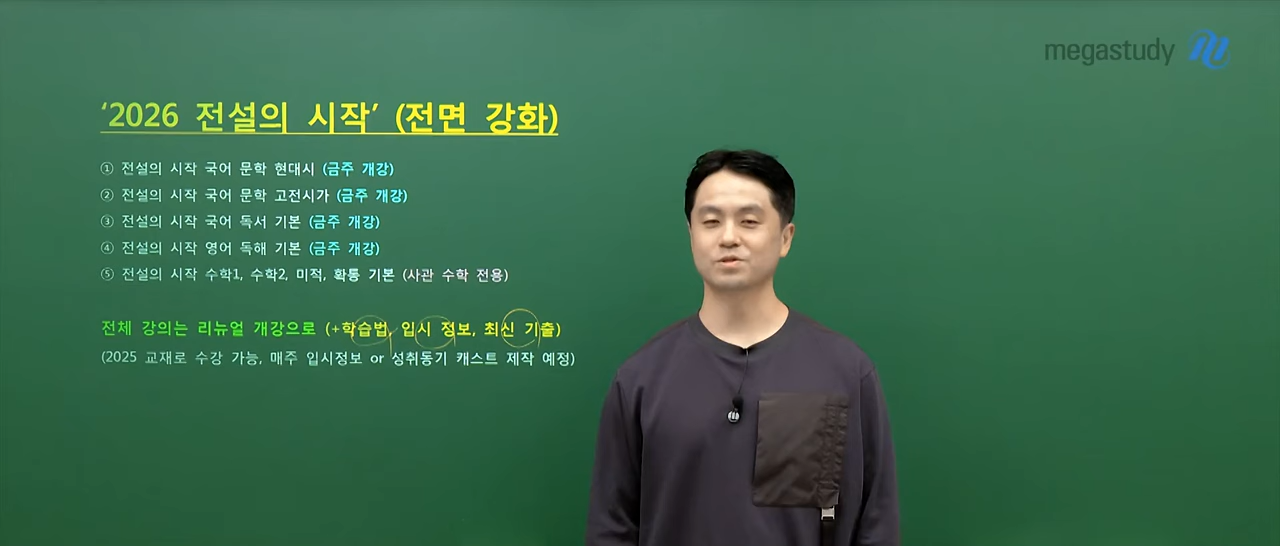 megastudy
‘2026 전설의 시작’ (전면 강화)
① 전설의 시작 국어 문학 현대시 (금주 개강)
② 전설의 시작 국어 문학 고전시가 (금주 개강)
③ 전설의 시작 국어 독서 기본 (금주 개강)
④ 전설의 시작 영어 독해 기본 (금주 개강)
⑤ 전설의 시작 수학1, 수학2, 미적, 확통 기본 (사관 수학 전용)
전체 강의는 리뉴얼 개강으로 (+학습법, 입시 정보, 최신 기출)
(2025 교재로 수강 가능, 매주 입시정보 or 성취동기 캐스트 제작 예정)